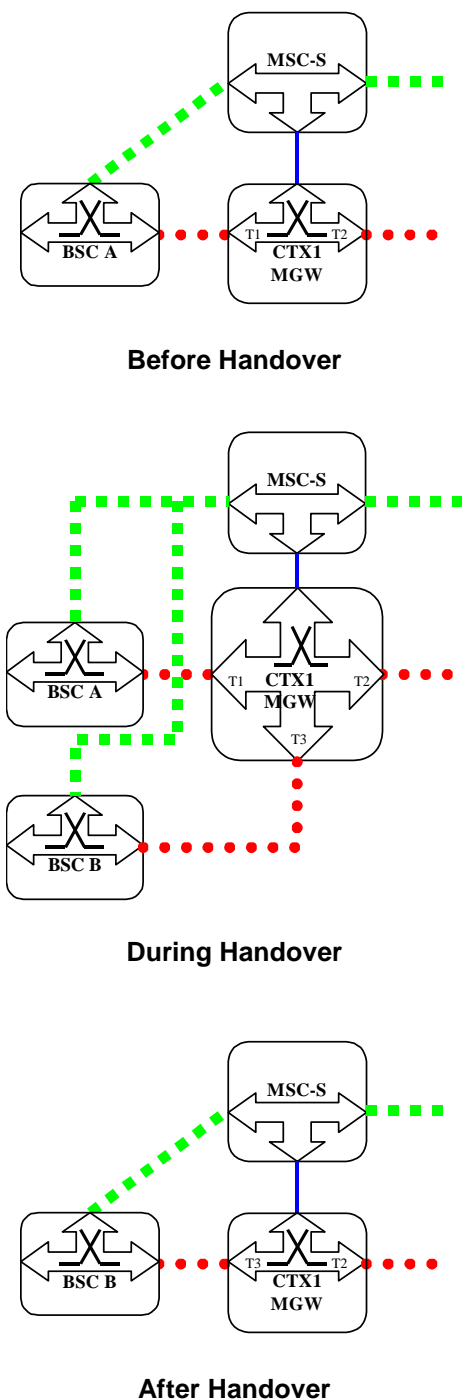 MSC-S
BSC A
T1
T2
CTX1
MGW
Before Handover
MSC-S
BSC A
T1
CTX1
T2
MGW
T3
BSC B
During Handover
MSC-S
BSC B
T3
T2
CTX1
MGW
After Handover